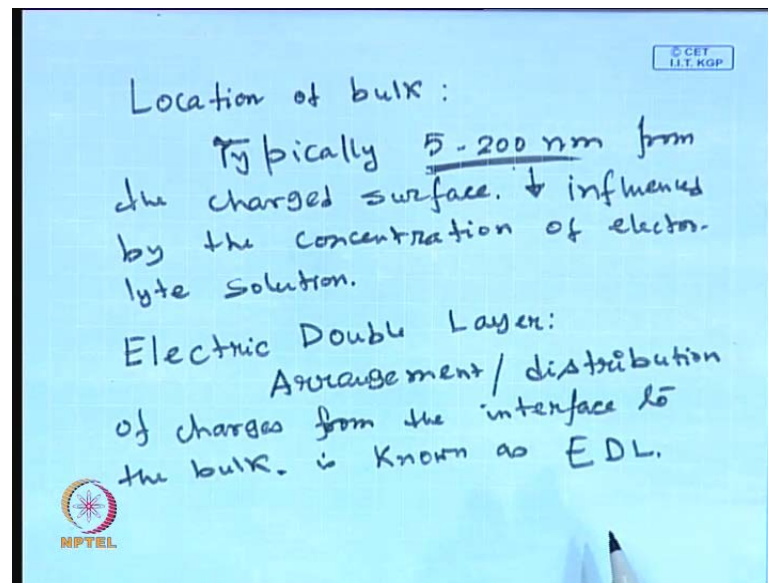 © CET
I.I.T. KGP
Location of bulk :
Typically 5-200 nm from
the charged surface. & influenced
by the concentration of elector-
lyte solution.
Electric Double Layer:
Arrangement / distribution
of charges from the interface to
the bulk. is known as EDL.
NPTEL